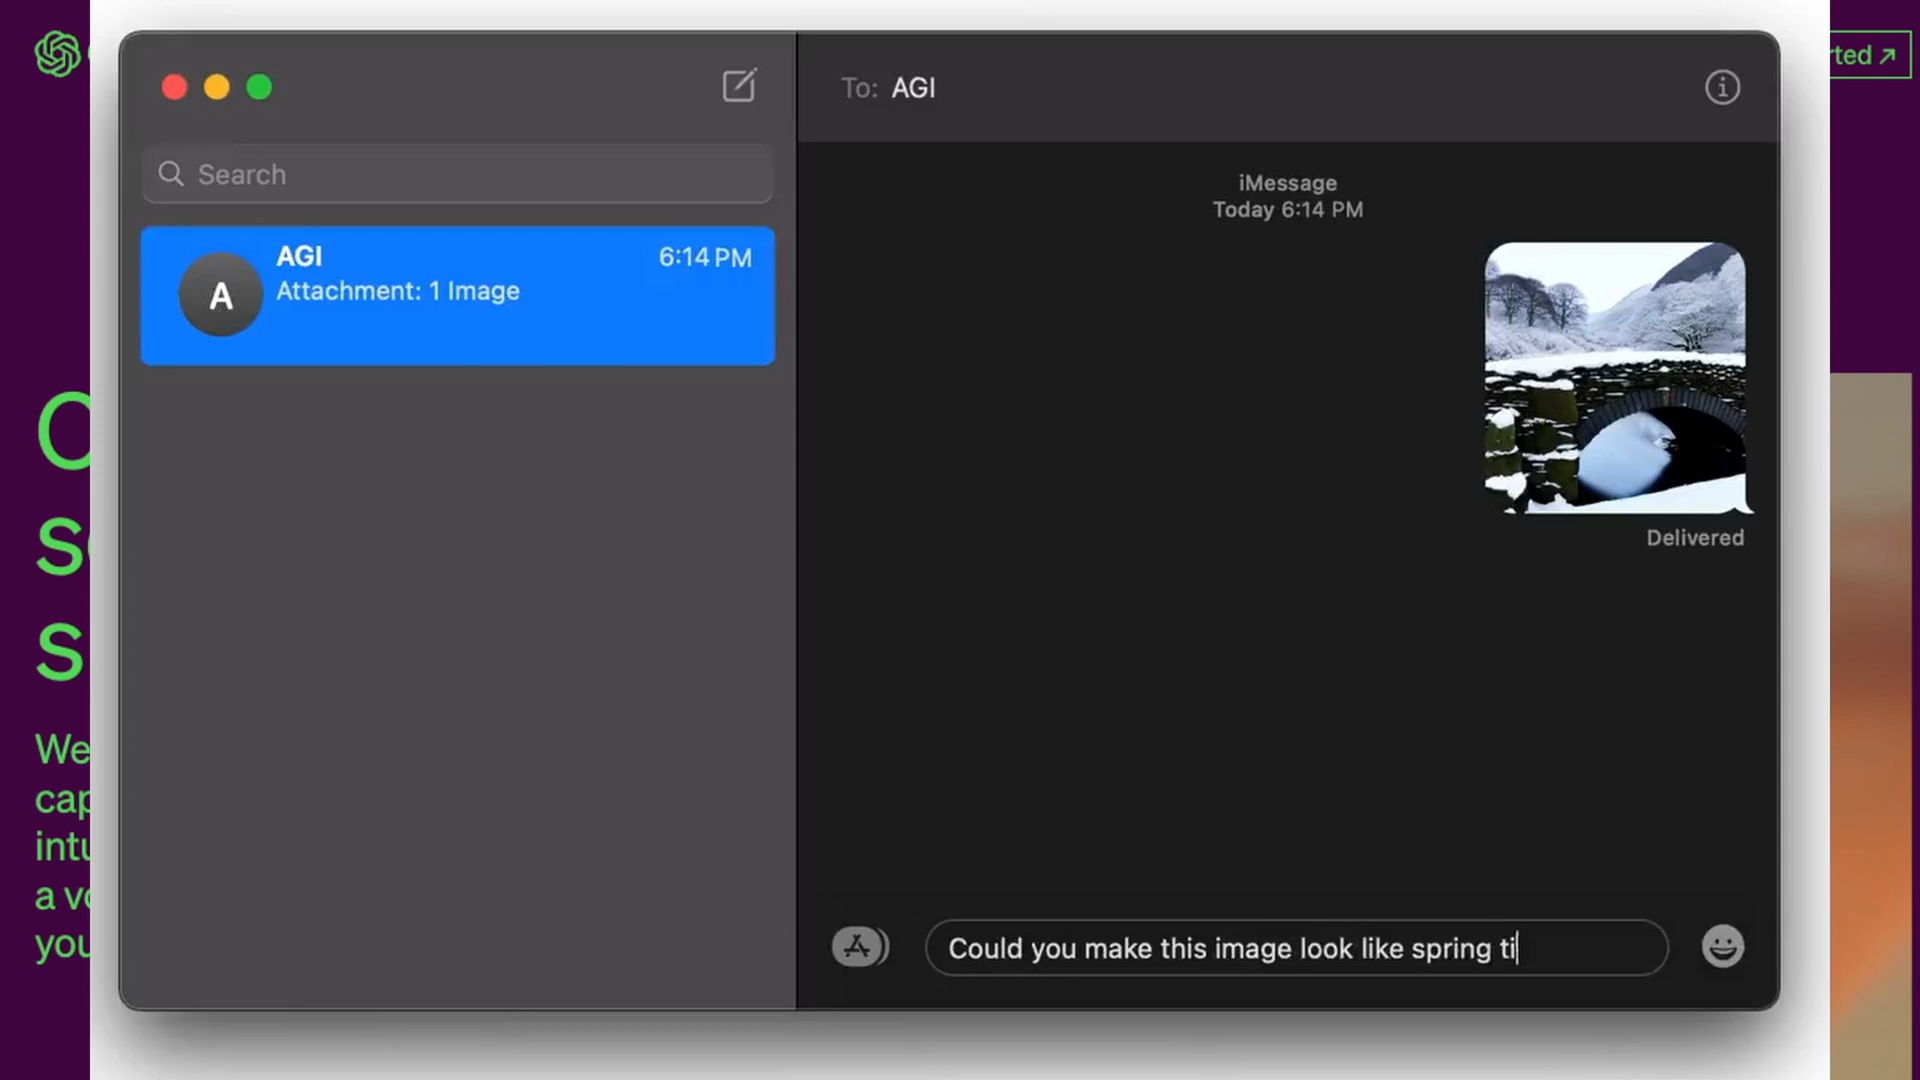 rted ↗
To: AGI
Search
iMessage
Today 6:14 PM
AGI
6:14 PM
A
Attachment: 1 Image
Delivered
We
cap
intu
you
Could you make this image look like spring ti